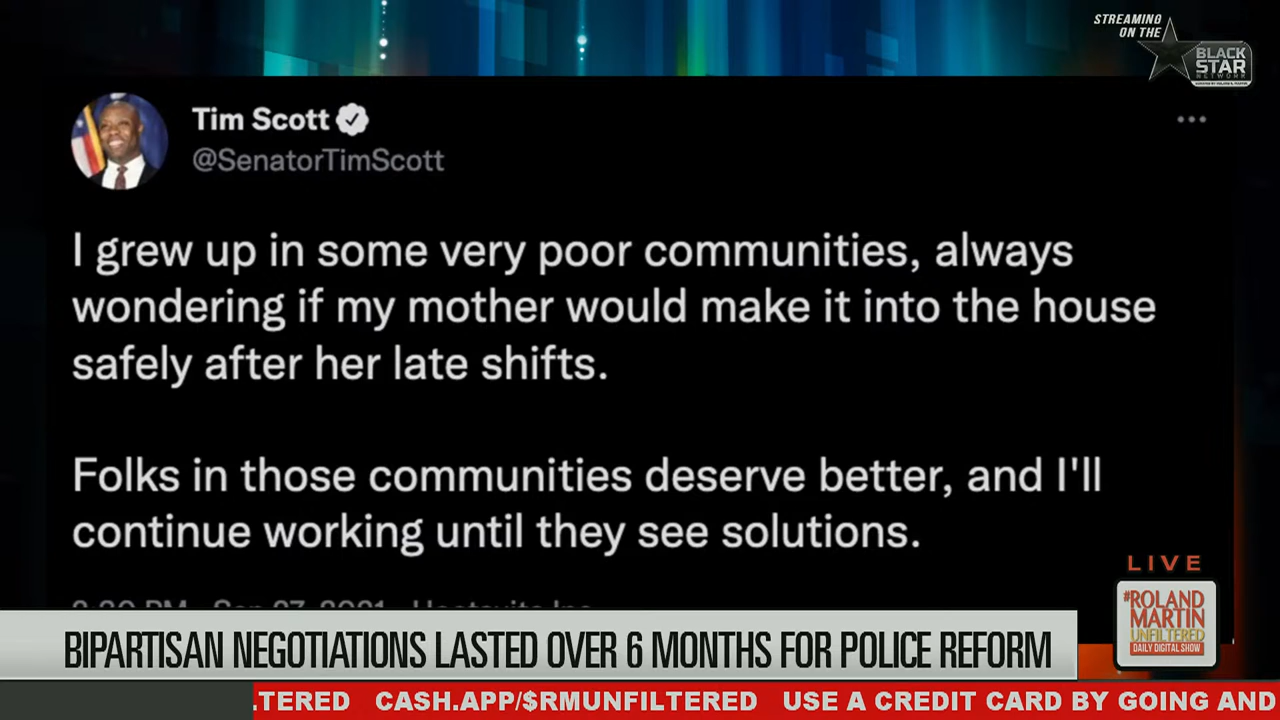 STREAMING
ON THE
BLACK
STAR
NETWORK
Tim Scott
@SenatorTimScott
I grew up in some very poor communities, always
wondering if my mother would make it into the house
safely after her late shifts.
Folks in those communities deserve better, and I'll
continue working until they see solutions.
LIVE
#ROLAND
MARTIN
UNFILTERED
DAILY DIGITAL SHOW
BIPARTISAN NEGOTIATIONS LASTED OVER 6 MONTHS FOR POLICE REFORM
.TERED CASH.APP/$RMUNFILTERED USE A CREDIT CARD BY GOING AND